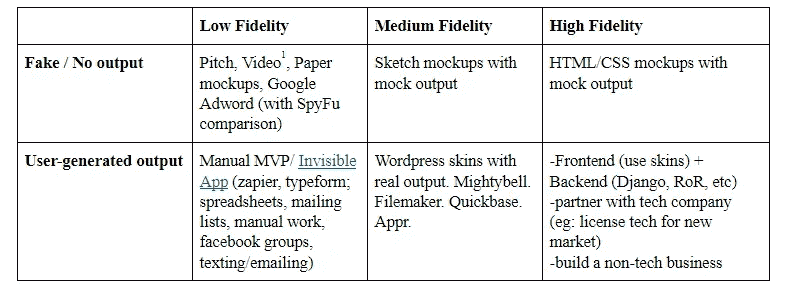 Low Fidelity
Medium Fidelity
High Fidelity
Fake / No output
Pitch, Video1, Paper
mockups, Google
Adword (with SpyFu
comparison)
Sketch mockups with
mock output
HTML/CSS mockups with
mock output
User-generated output
Manual MVP/ Invisible
App (zapier, typeform;
spreadsheets, mailing
lists, manual work,
facebook groups,
texting/emailing)
Wordpress skins with
real output. Mightybell.
Filemaker. Quickbase.
Appr.
-Frontend (use skins) +
Backend (Django, RoR, etc)
-partner with tech company
(eg: license tech for new
market)
-build a non-tech business